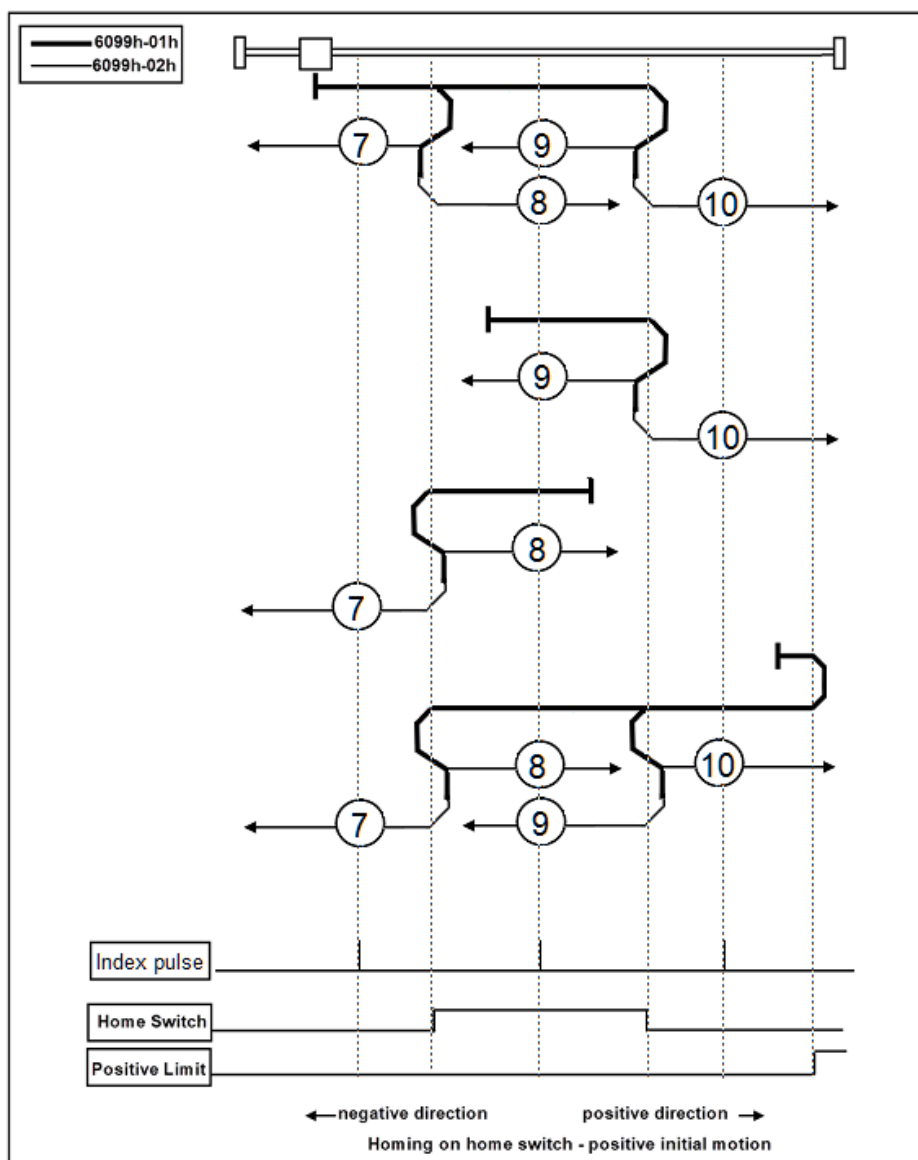 6099h-01h
6099h-02h
7
9
8
10
9
10
8
7
8
10
7
9
Index pulse
Home Switch
Positive Limit
negative direction positive direction
Homing on home switch - positive initial motion